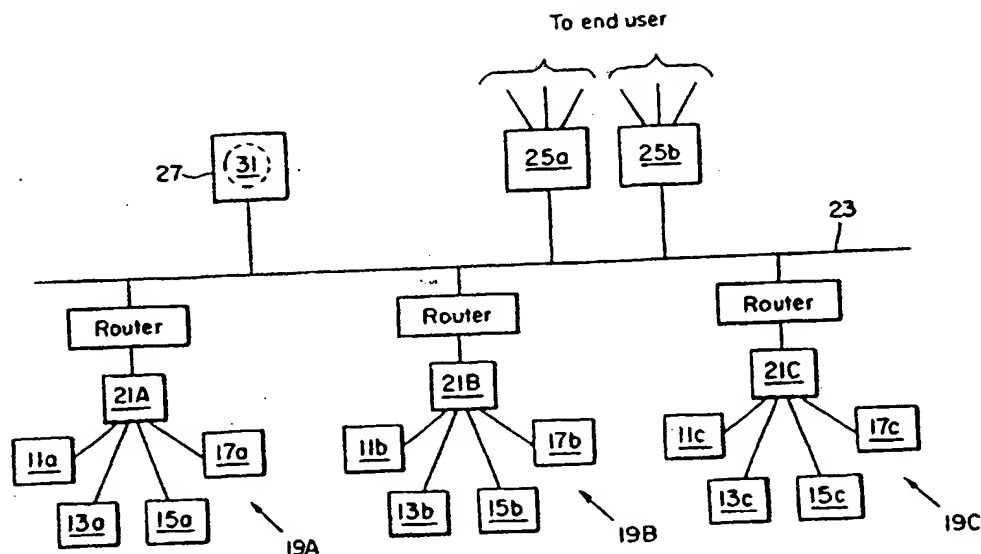 To end user
27
31
25a
25b
23
Router
Router
Router
21A
21B
21C
11a
17a
11b
17b
11c
17c
13a
15a
13b
15b
13c
15c
19A
19B
19C